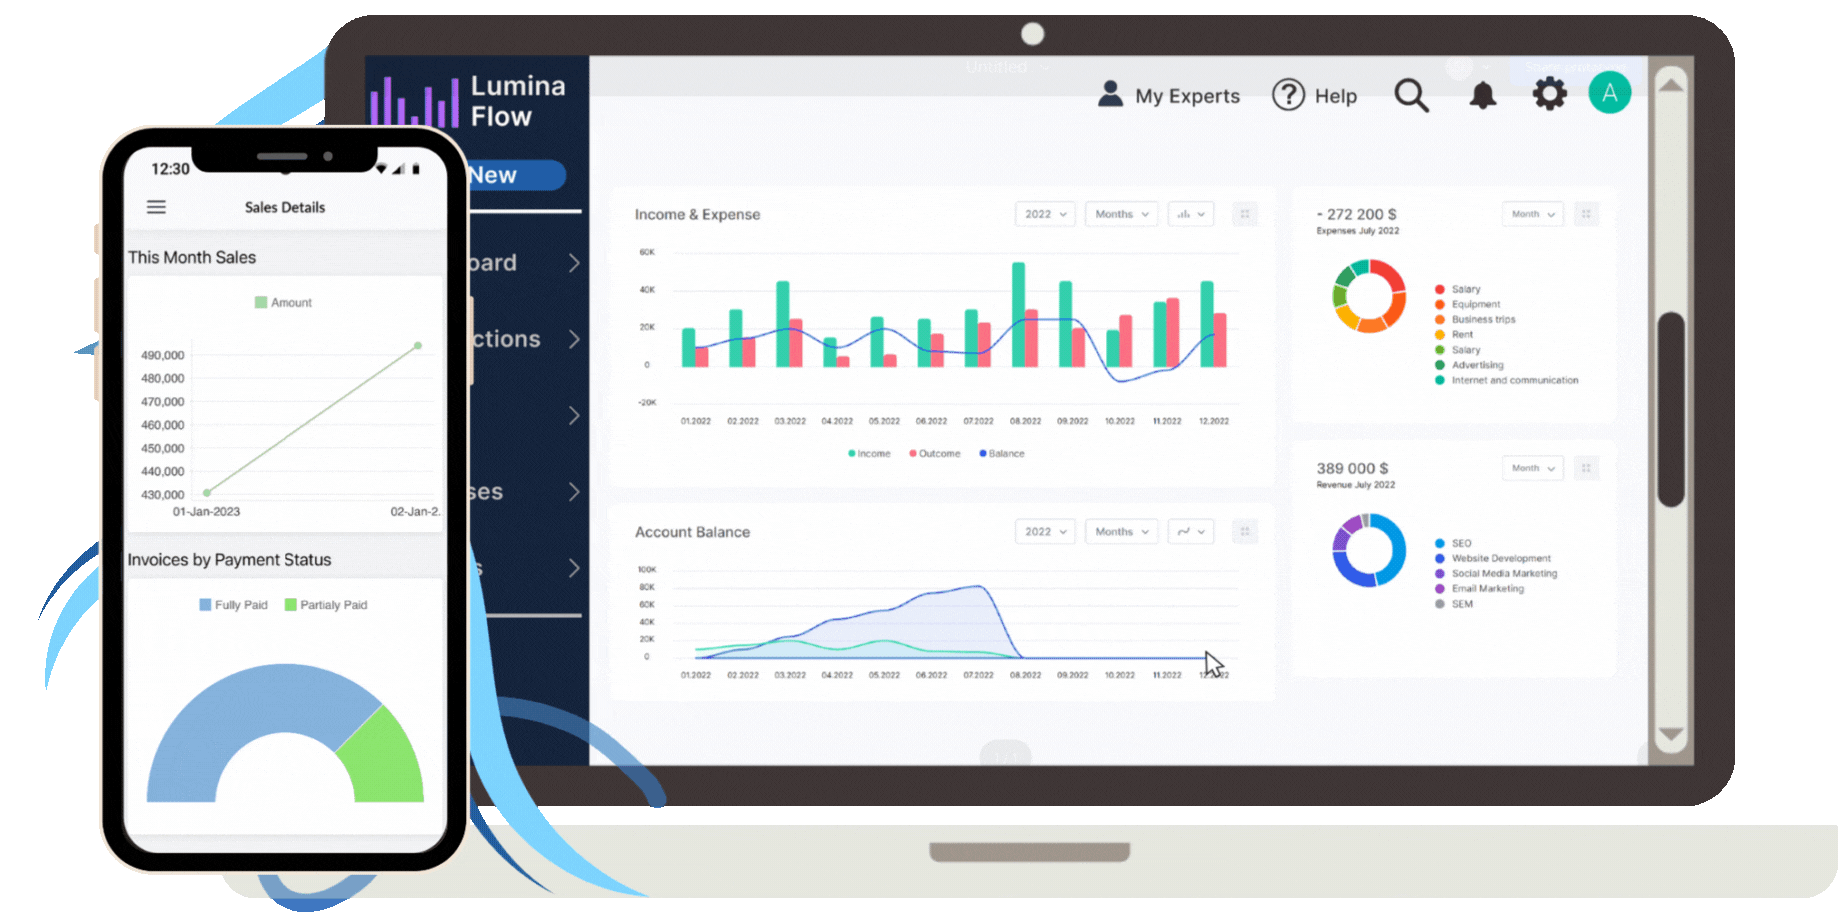 Untitled
Lumina
Flow
My Experts
Help
A
New
oard
ctions
ses
s
12:30
Sales Details
This Month Sales
Amount
490,000
480,000
470,000
460,000
450,000
440,000
430,000
01-Jan-2023
02-Jan-2.
Invoices by Payment Status
Fully Paid
Partialy Paid
Income & Expense
2022
Months
60K
40K
20K
0
-20K
01.2022 02.2022 03.2022 04.2022 05.2022 06.2022 07.2022 08.2022 09.2022 10.2022 11.2022 12.2022
Income Outcome Balance
Account Balance
2022
Months
100K
80K
60K
40K
20K
0
01.2022 02.2022 03.2022 04.2022 05.2022 06.2022 07.2022 08.2022 09.2022 10.2022 11.2022
- 272 200 $
Month
Expenses July 2022
Salary
Equipment
Business trips
Rent
Salary
Advertising
Internet and communication
389 000 $
Month
Revenue July 2022
SEO
Website Development
Social Media Marketing
Email Marketing
SEM